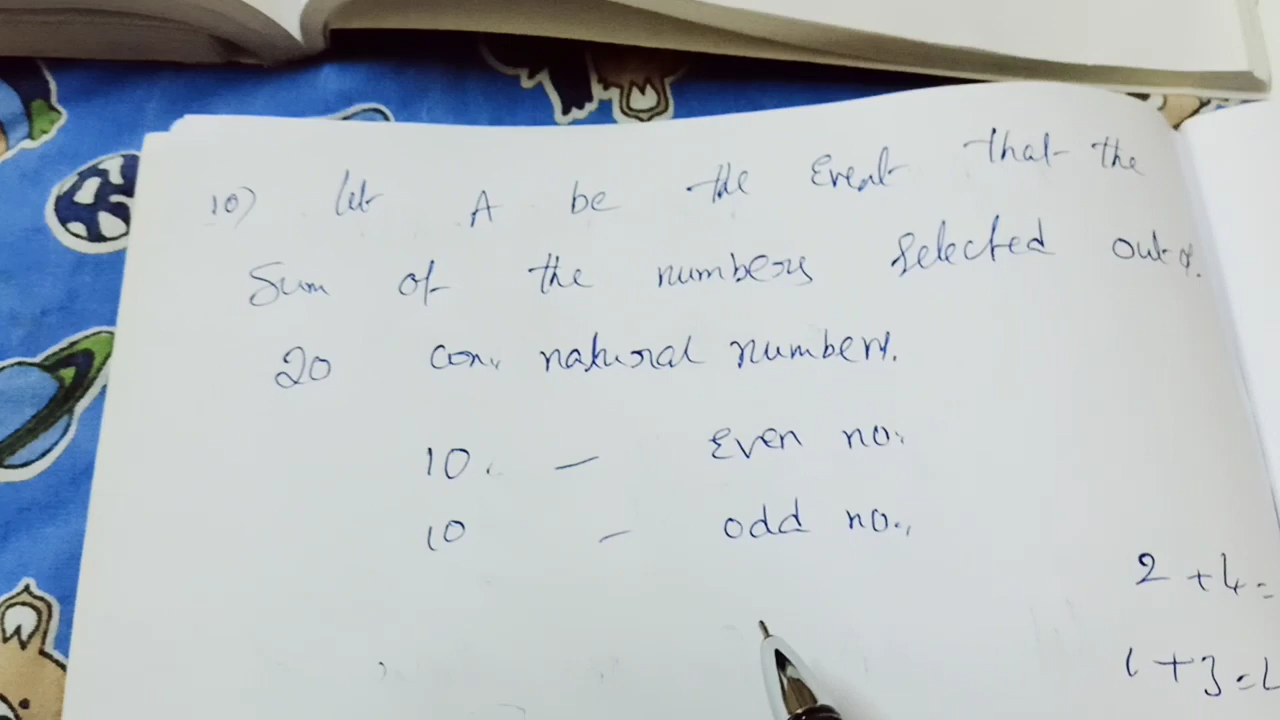 10) Let A be the Event that the
Sum of the numbers selected out of.
20 con. natural numbers.
10. – Even no.
10 – odd no.,
2 + 4 =
1 + 3 = 4